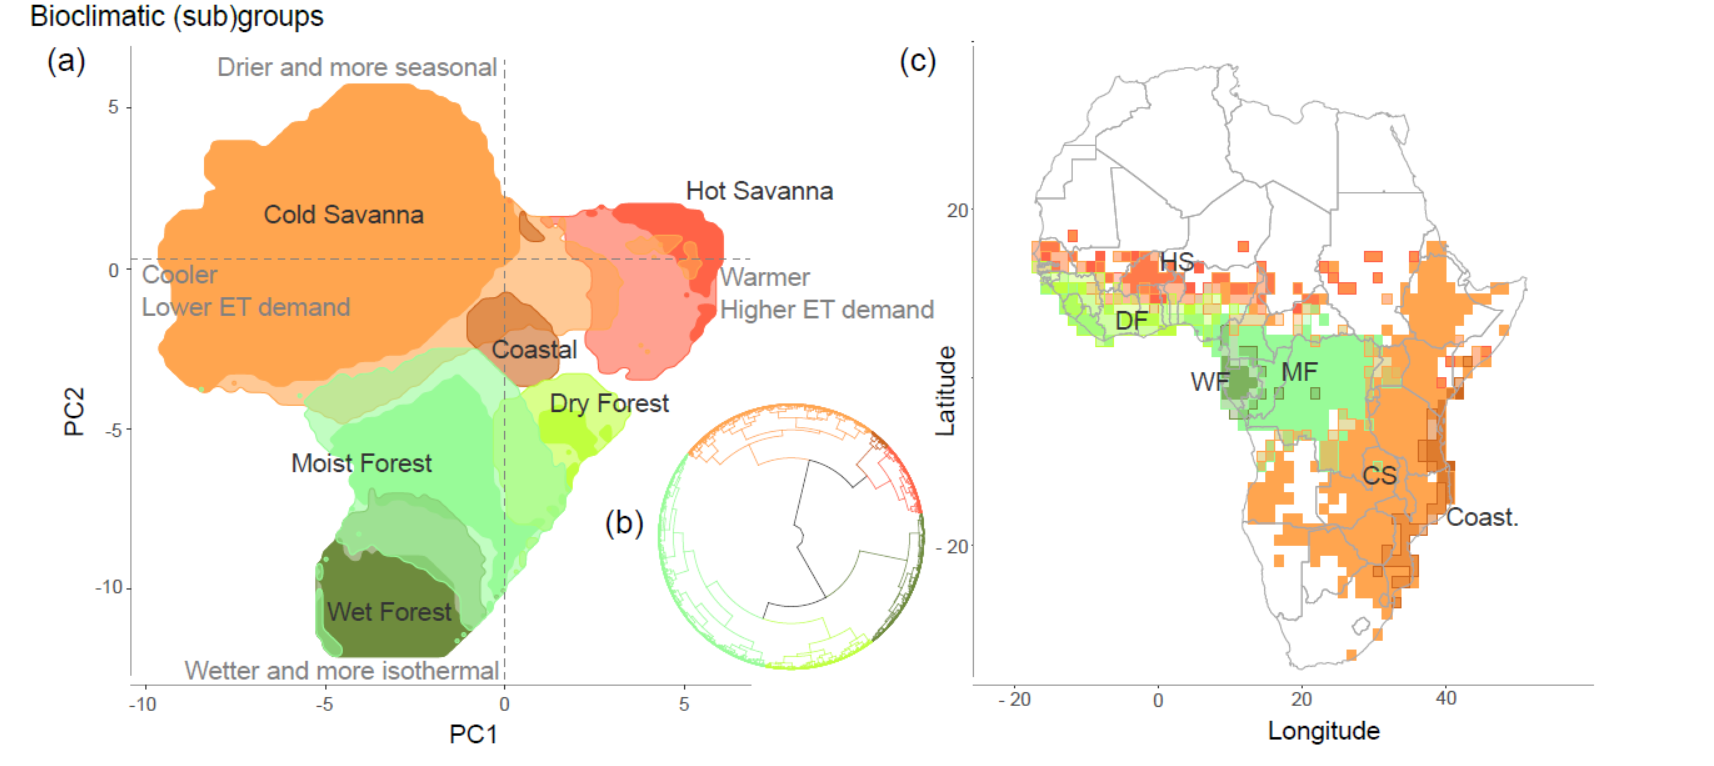 Bioclimatic (sub)groups
(a)
Drier and more seasonal
5
0
-5
-10
PC2
Cold Savanna
Hot Savanna
Cooler
Lower ET demand
Warmer
Higher ET demand
Coastal
Dry Forest
Moist Forest
Wet Forest
Wetter and more isothermal
-10
-5
0
5
PC1
(b)
(c)
20
- 20
Latitude
HS
DF
WF
MF
CS
Coast.
- 20
0
20
40
Longitude